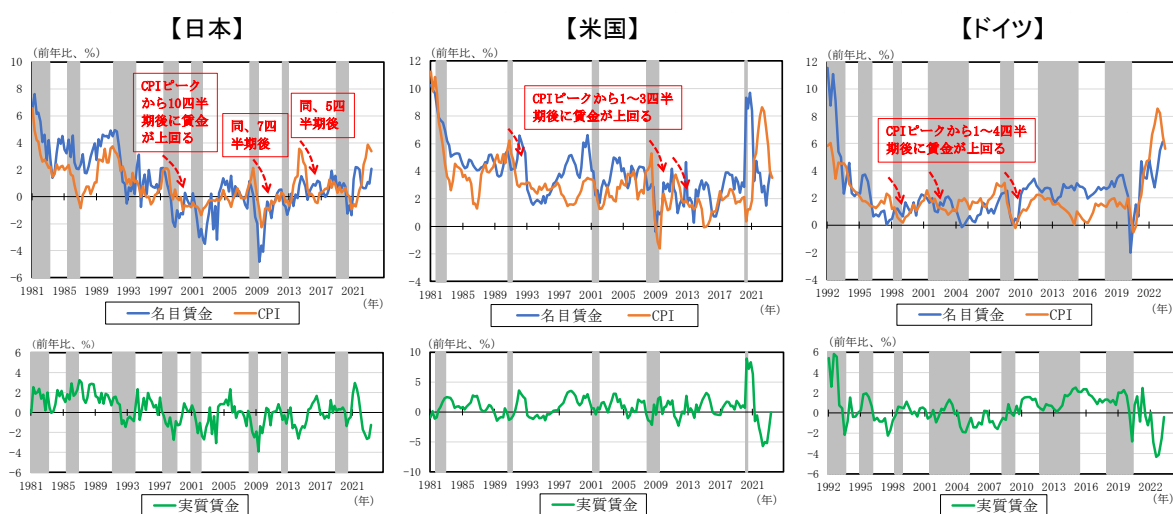 【日本】
(前年比、%)
10
8
6
4
2
0
-2
-4
-6
CPIピーク
から10四半
期後に賃金
が上回る
同、7四
半期後
同、5四
半期後
1981 1985 1989 1993 1997 2001 2005 2009 2013 2017 2021
(年)
名目賃金 CPI
(前年比、%)
6
4
2
0
-2
-4
-6
1981 1985 1989 1993 1997 2001 2005 2009 2013 2017 2021
(年)
実質賃金
【米国】
(前年比、%)
12
10
8
6
4
2
0
-2
-4
CPIピークから1～3四半
期後に賃金が上回る
1981 1985 1989 1993 1997 2001 2005 2009 2013 2017 2021
(年)
名目賃金 CPI
(前年比、%)
10
5
0
-5
-10
1981 1985 1989 1993 1997 2001 2005 2009 2013 2017 2021
(年)
実質賃金
【ドイツ】
(前年比、%)
12
10
8
6
4
2
0
-2
-4
CPIピークから1～4四半
期後に賃金が上回る
1992 1995 1998 2001 2004 2007 2010 2013 2016 2019 2022
(年)
名目賃金 CPI
(前年比、%)
6
4
2
0
-2
-4
-6
1992 1995 1998 2001 2004 2007 2010 2013 2016 2019 2022
(年)
実質賃金